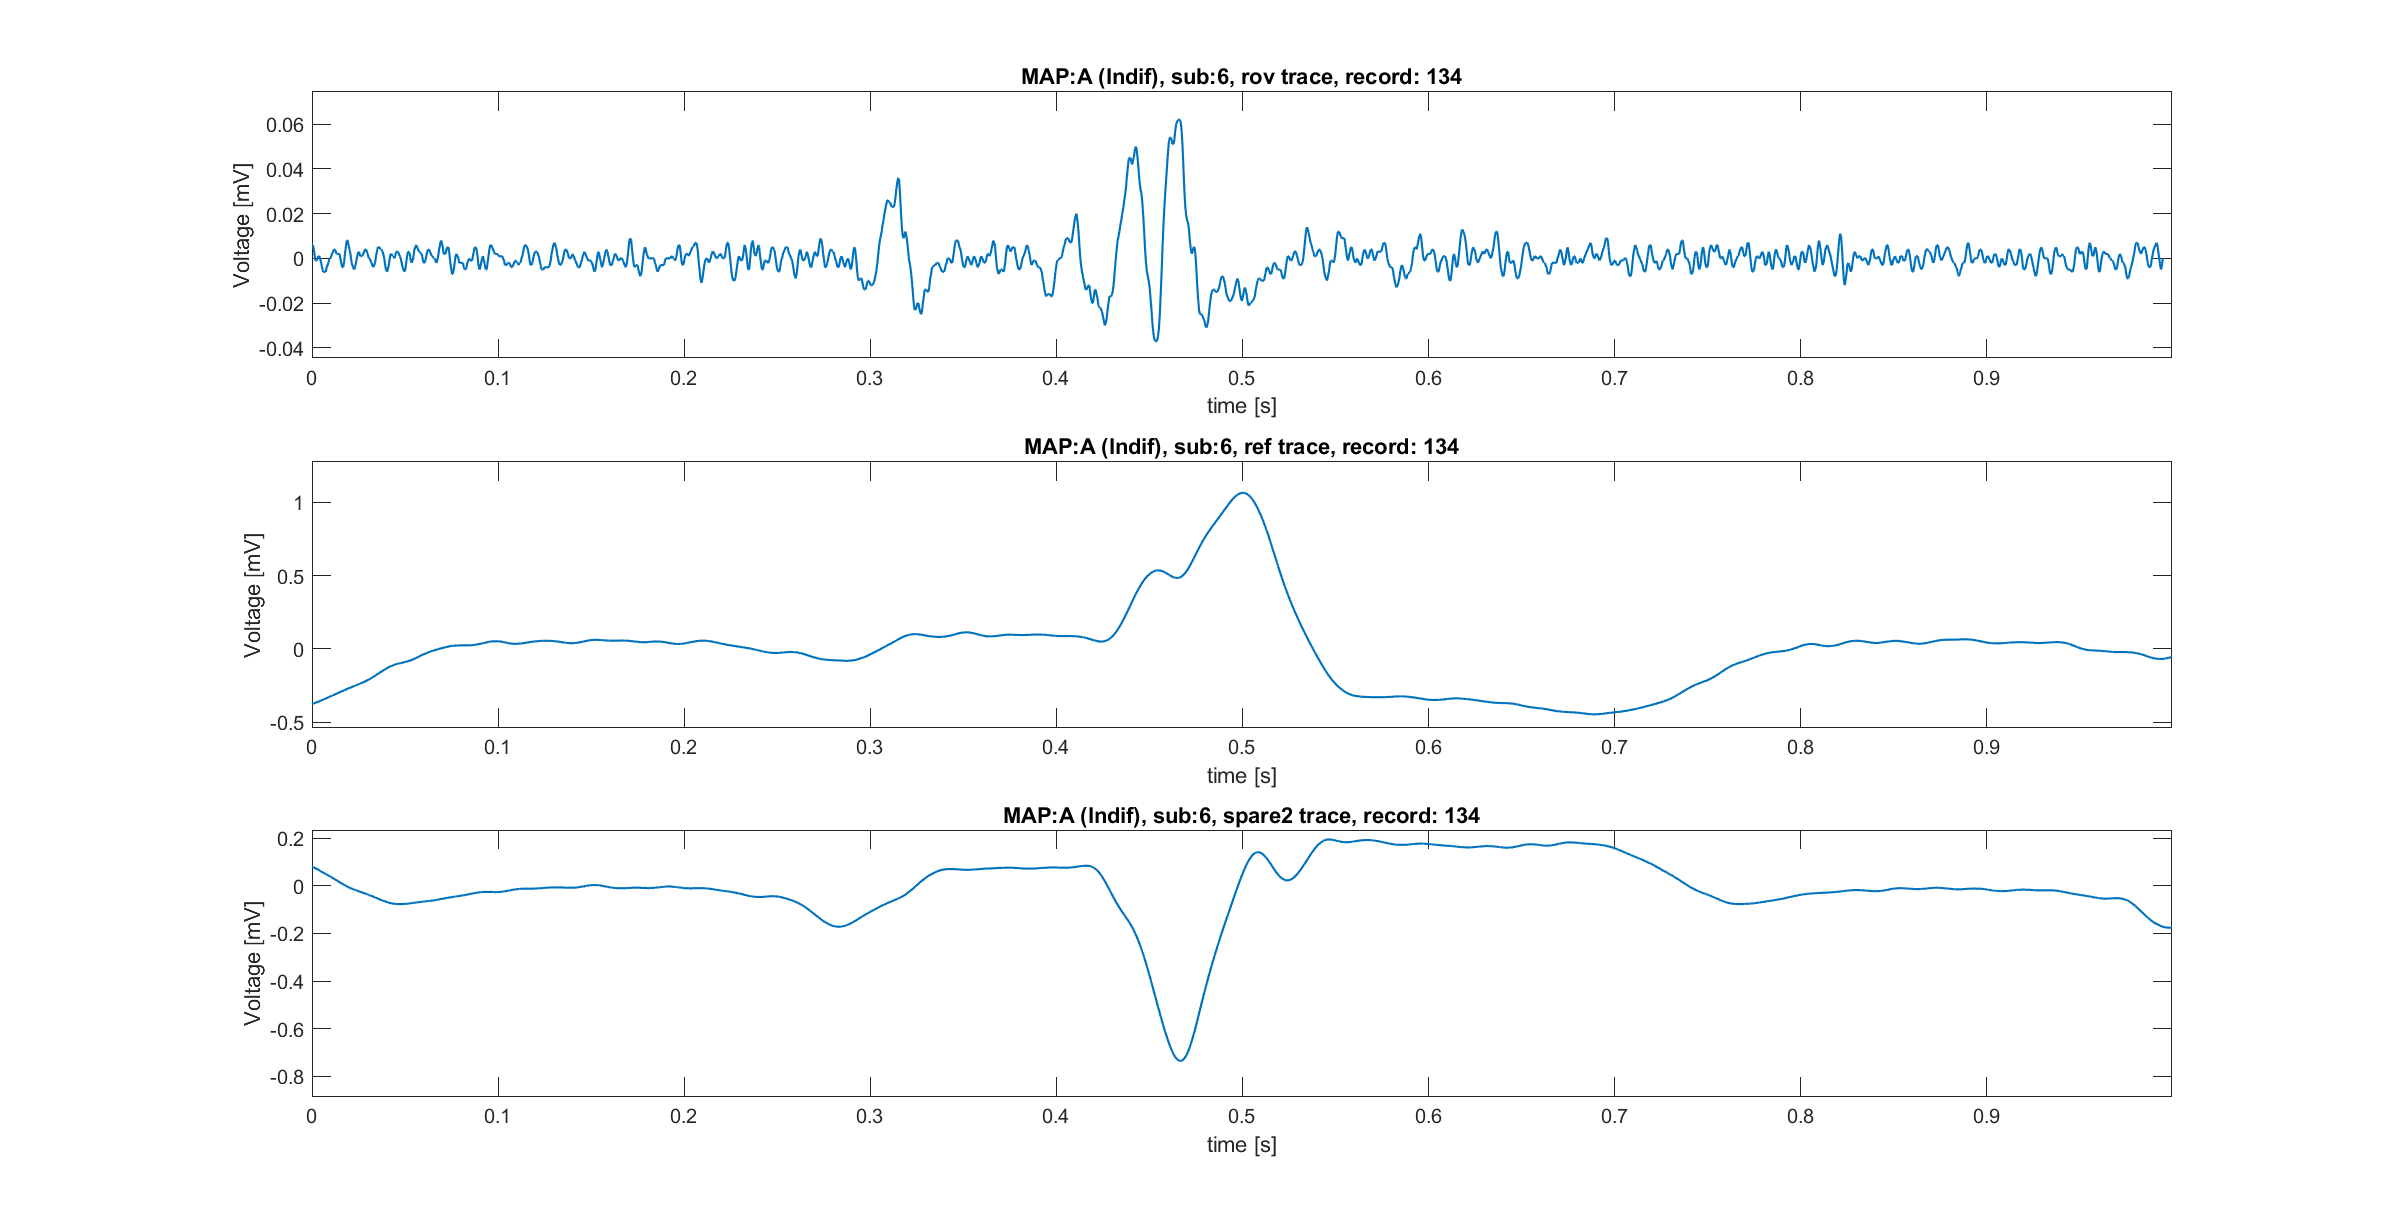 MAP:A (Indif), sub:6, rov trace, record: 134
Voltage [mV]
0.06
0.04
0.02
0
-0.02
-0.04
0 0.1 0.2 0.3 0.4 0.5 0.6 0.7 0.8 0.9
time [s]
MAP:A (Indif), sub:6, ref trace, record: 134
Voltage [mV]
1
0.5
0
-0.5
0 0.1 0.2 0.3 0.4 0.5 0.6 0.7 0.8 0.9
time [s]
MAP:A (Indif), sub:6, spare2 trace, record: 134
Voltage [mV]
0.2
0
-0.2
-0.4
-0.6
-0.8
0 0.1 0.2 0.3 0.4 0.5 0.6 0.7 0.8 0.9
time [s]